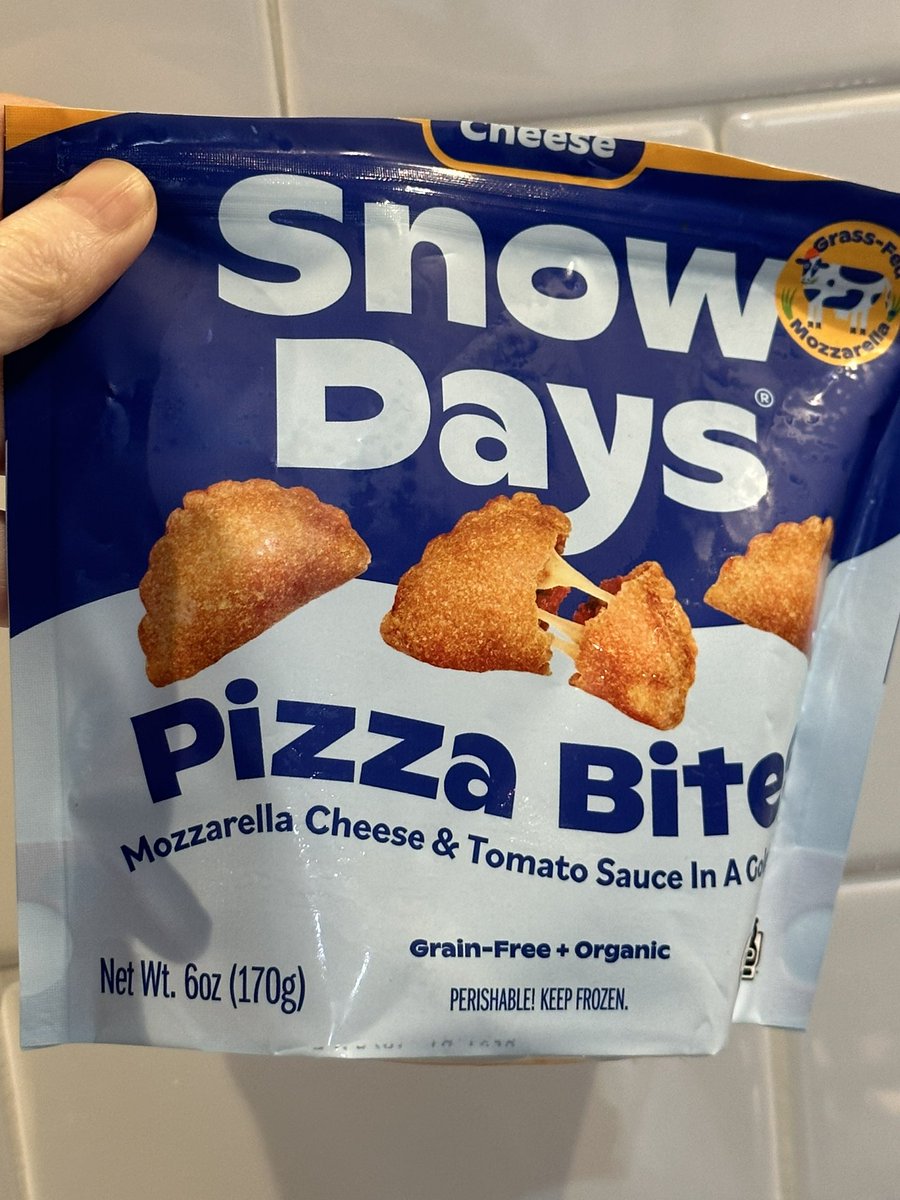 Cheese
Snow
Days®
Grass-Fed
Mozzarella
Pizza Bite
Mozzarella Cheese & Tomato Sauce In A
Grain-Free + Organic
Net Wt. 6oz (170g)
PERISHABLE! KEEP FROZEN.